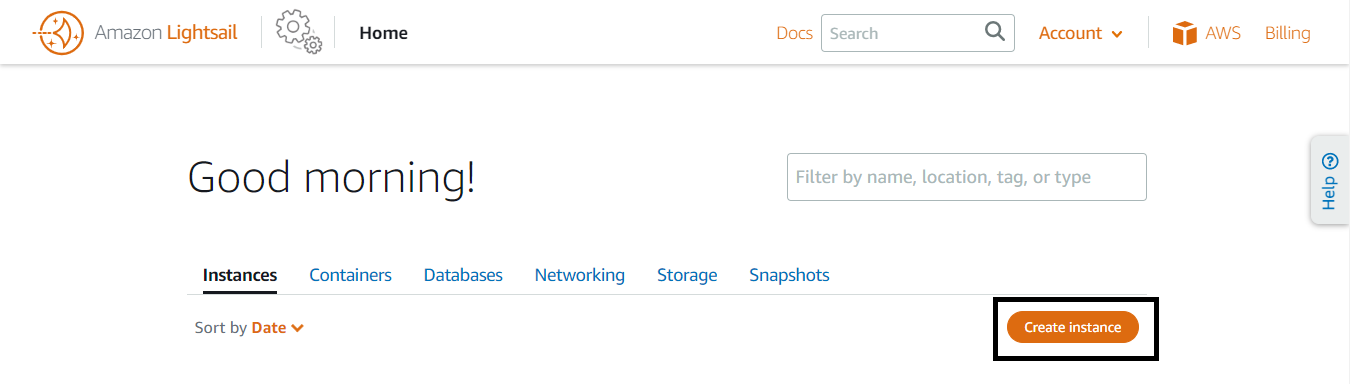 Amazon Lightsail Home Docs Search Account AWS Billing
Good morning! Filter by name, location, tag, or type
Help
Instances Containers Databases Networking Storage Snapshots
Sort by Date Create instance